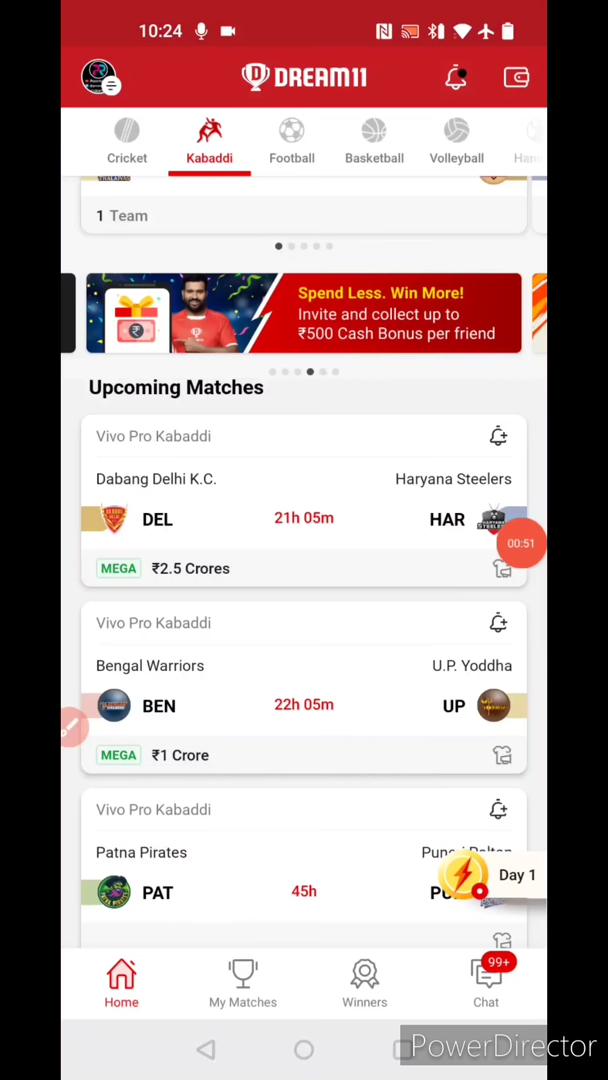 10:24
DREAM11
Cricket
Kabaddi
Football
Basketball
Volleyball
1 Team
Spend Less. Win More!
Invite and collect up to
₹500 Cash Bonus per friend
Upcoming Matches
Vivo Pro Kabaddi
Dabang Delhi K.C. Haryana Steelers
DEL 21h 05m HAR
00:51
MEGA ₹2.5 Crores
Vivo Pro Kabaddi
Bengal Warriors U.P. Yoddha
BEN 22h 05m UP
MEGA ₹1 Crore
Vivo Pro Kabaddi
Patna Pirates
Day 1
PAT 45h
99+
Home My Matches Winners Chat
PowerDirector